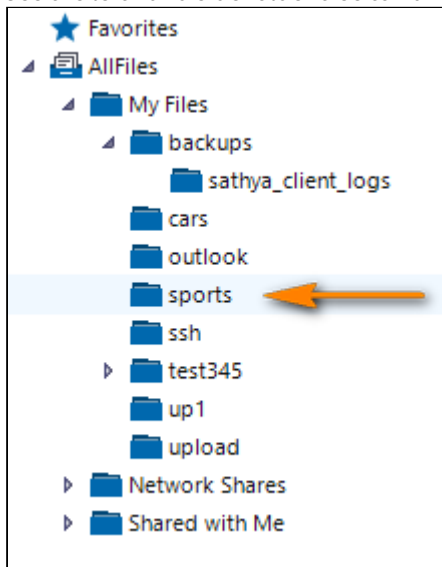 Favorites
AllFiles
My Files
backups
sathya_client_logs
cars
outlook
sports
ssh
test345
up1
upload
Network Shares
Shared with Me